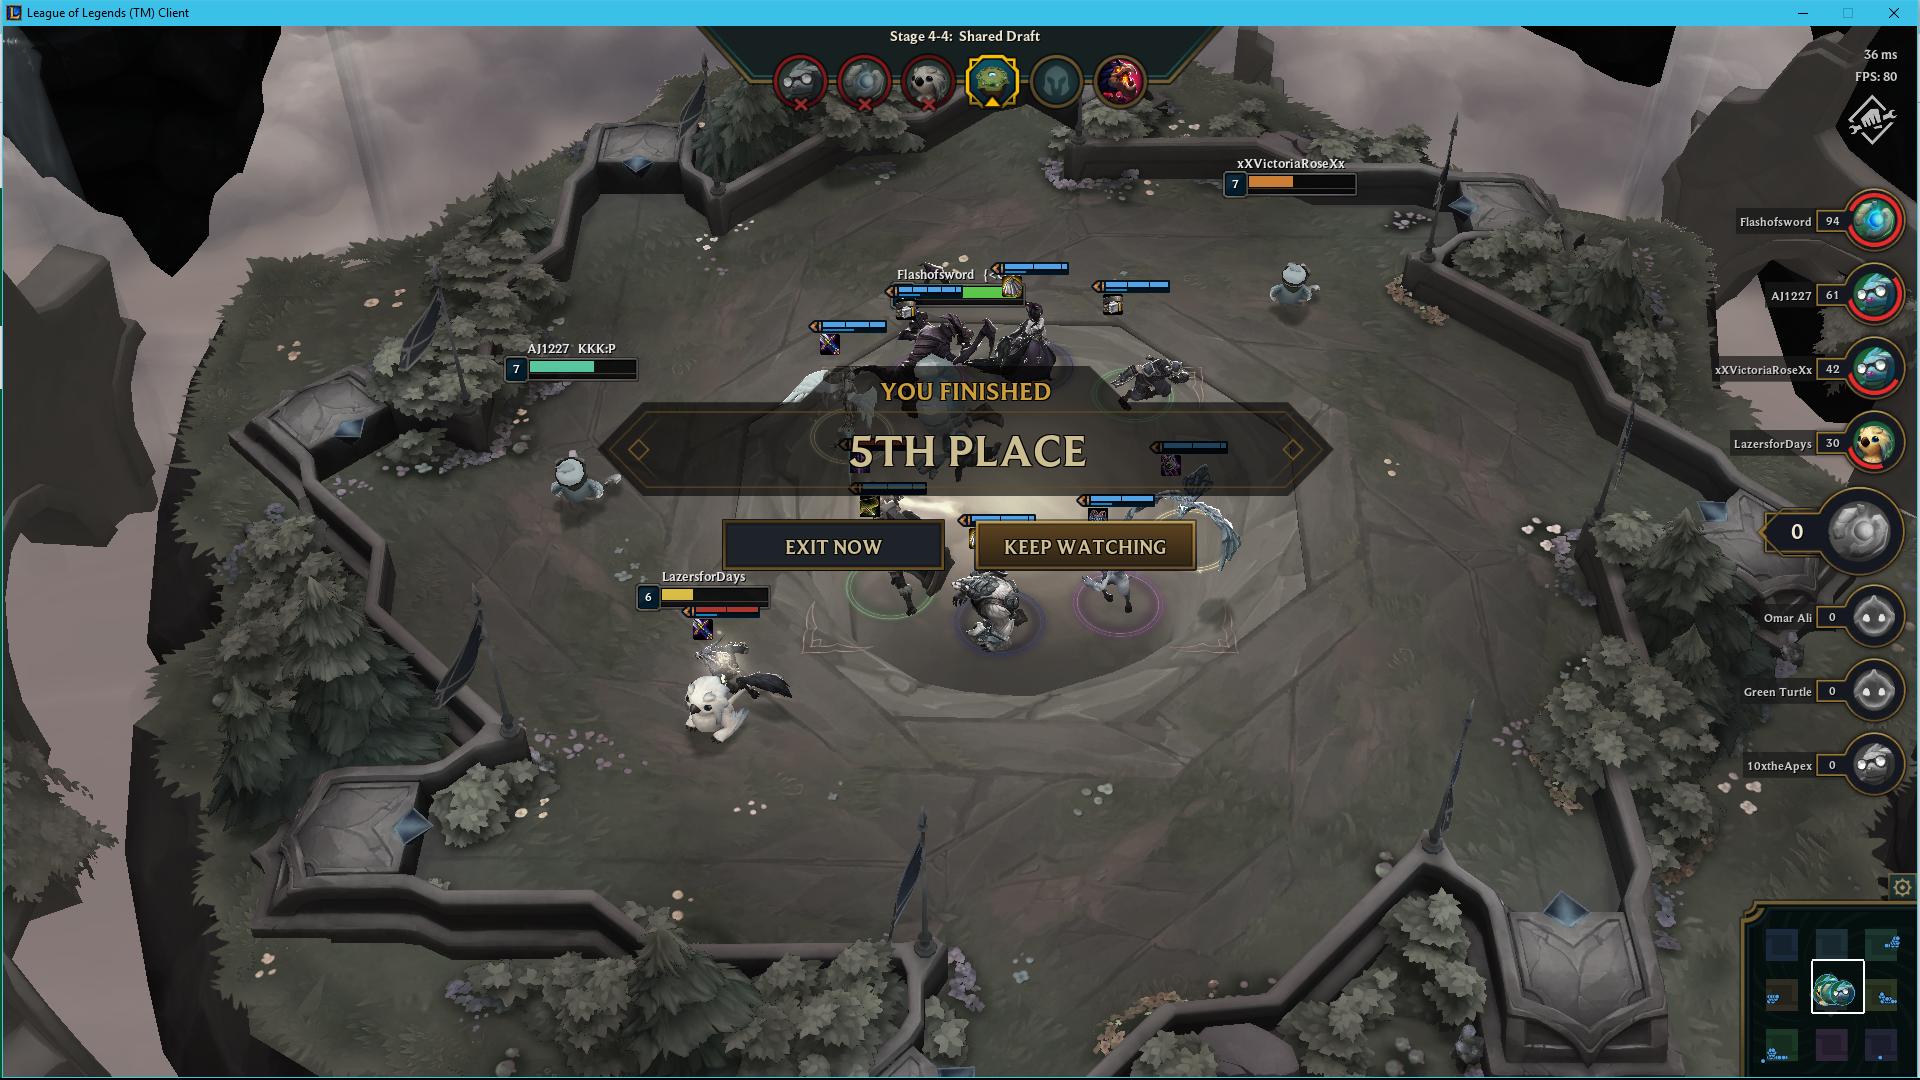 League of Legends (TM) Client
Stage 4-4: Shared Draft
36 ms
FPS: 80
xXVictoriaRoseXx
7
Flashofsword 94
Flashofsword
AJ1227 61
AJ1227 KKK:P
7
xXVictoriaRoseXx 42
YOU FINISHED
5TH PLACE
LazersforDays 30
EXIT NOW
KEEP WATCHING
0
LazersforDays
6
Omar Ali 0
Green Turtle 0
10xtheApex 0